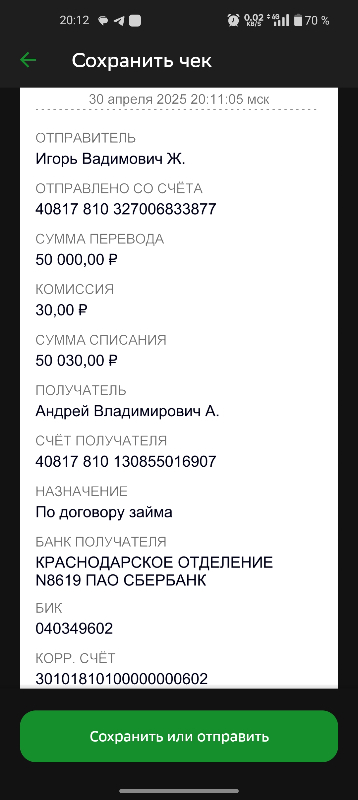 20:12
0.02 KB/S 4G 70 %
Сохранить чек
30 апреля 2025 20:11:05 мск
ОТПРАВИТЕЛЬ
Игорь Вадимович Ж.
ОТПРАВЛЕНО СО СЧЁТА
40817 810 327006833877
СУММА ПЕРЕВОДА
50 000,00 ₽
КОМИССИЯ
30,00 ₽
СУММА СПИСАНИЯ
50 030,00 ₽
ПОЛУЧАТЕЛЬ
Андрей Владимирович А.
СЧЁТ ПОЛУЧАТЕЛЯ
40817 810 130855016907
НАЗНАЧЕНИЕ
По договору займа
БАНК ПОЛУЧАТЕЛЯ
КРАСНОДАРСКОЕ ОТДЕЛЕНИЕ
N8619 ПАО СБЕРБАНК
БИК
040349602
КОРР. СЧЁТ
30101810100000000602
Сохранить или отправить